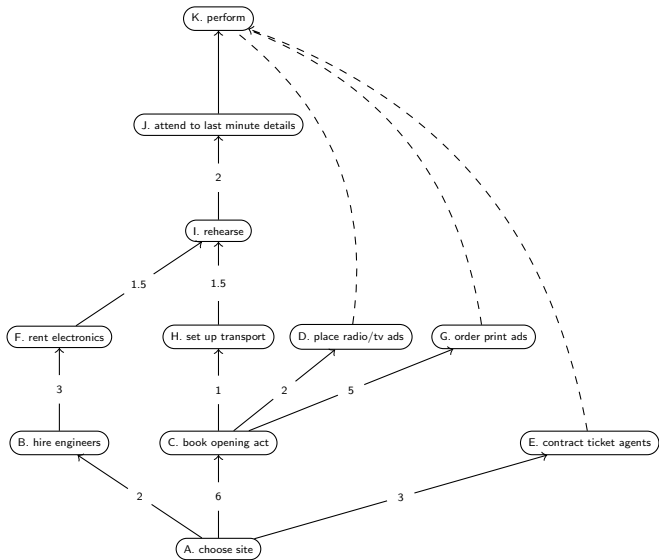 K. perform
J. attend to last minute details
2
I. rehearse
1.5
1.5
F. rent electronics
H. set up transport
D. place radio/tv ads
G. order print ads
3
1
2
5
B. hire engineers
C. book opening act
E. contract ticket agents
2
6
3
A. choose site